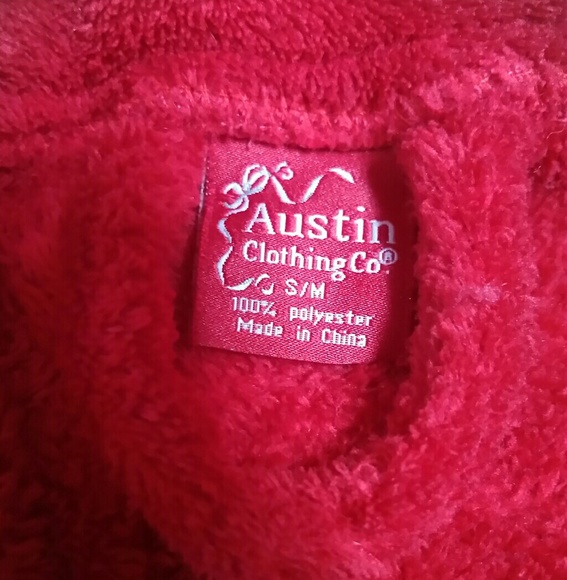 Austin
Clothing Co®
S/M
100% polyester
Made in China